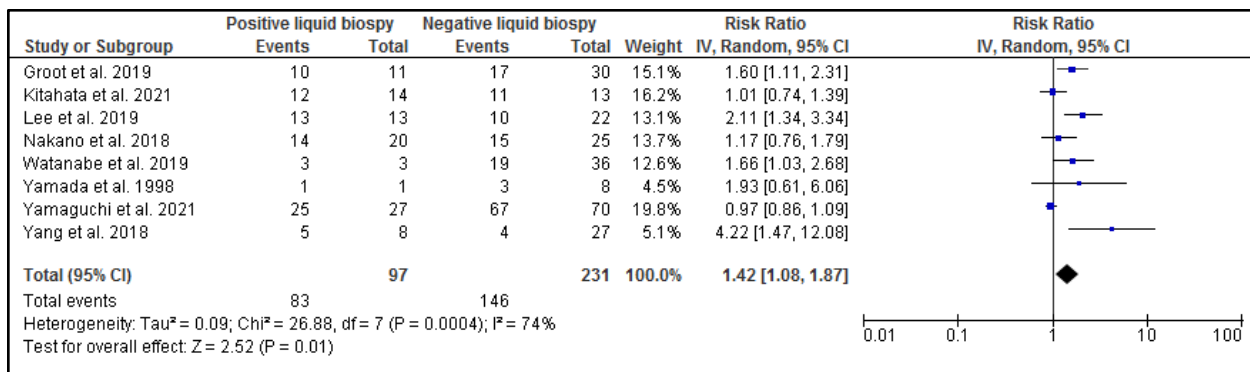 Positive liquid biospy Negative liquid biospy Risk Ratio Risk Ratio
Study or Subgroup Events Total Events Total Weight IV, Random, 95% CI IV, Random, 95% CI
Groot et al. 2019 10 11 17 30 15.1% 1.60 [1.11, 2.31]
Kitahata et al. 2021 12 14 11 13 16.2% 1.01 [0.74, 1.39]
Lee et al. 2019 13 13 10 22 13.1% 2.11 [1.34, 3.34]
Nakano et al. 2018 14 20 15 25 13.7% 1.17 [0.76, 1.79]
Watanabe et al. 2019 3 3 19 36 12.6% 1.66 [1.03, 2.68]
Yamada et al. 1998 1 1 3 8 4.5% 1.93 [0.61, 6.06]
Yamaguchi et al. 2021 25 27 67 70 19.8% 0.97 [0.86, 1.09]
Yang et al. 2018 5 8 4 27 5.1% 4.22 [1.47, 12.08]
Total (95% CI) 97 231 100.0% 1.42 [1.08, 1.87]
Total events 83 146
Heterogeneity: Tau² = 0.09; Chi² = 26.88, df = 7 (P = 0.0004); I² = 74%
Test for overall effect: Z = 2.52 (P = 0.01)
0.01 0.1 1 10 100